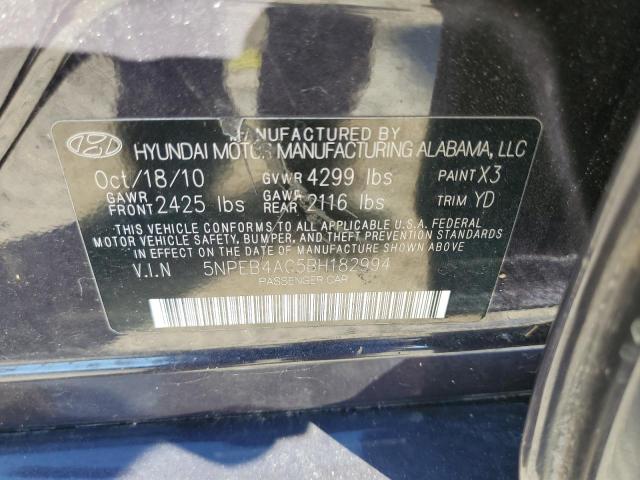 MANUFACTURED BY
HYUNDAI MOTOR MANUFACTURING ALABAMA, LLC
Oct/18/10 GVWR 4299 lbs PAINT X3
GAWR FRONT 2425 lbs GAWR REAR 2116 lbs TRIM YD
THIS VEHICLE CONFORMS TO ALL APPLICABLE U.S.A. FEDERAL
MOTOR VEHICLE SAFETY, BUMPER, AND THEFT PREVENTION STANDARDS
IN EFFECT ON THE DATE OF MANUFACTURE SHOWN ABOVE.
V.I.N 5NPEB4AC5BH182994
PASSENGER CAR